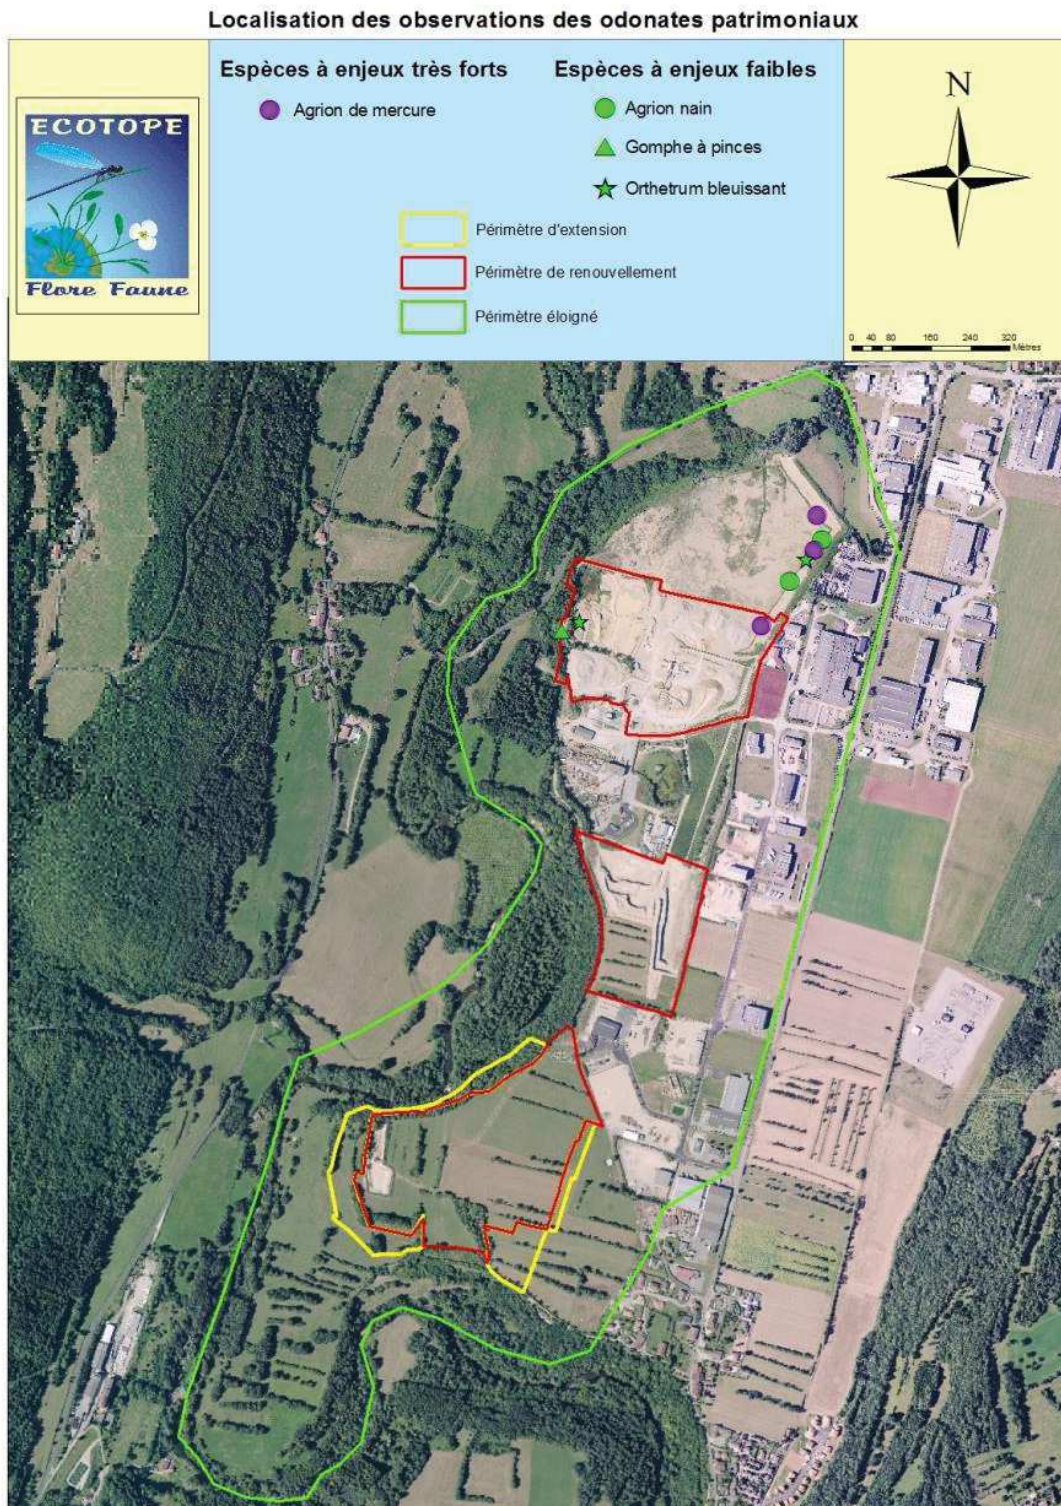 Localisation des observations des odonates patrimoniaux
ECOTOPE
Flore Faune
Espèces à enjeux très forts
Agrion de mercure
Espèces à enjeux faibles
Agrion nain
Gomphe à pinces
Orthetrum bleuissant
Périmètre d'extension
Périmètre de renouvellement
Périmètre éloigné
N
0 40 80 160 240 320
Mètres